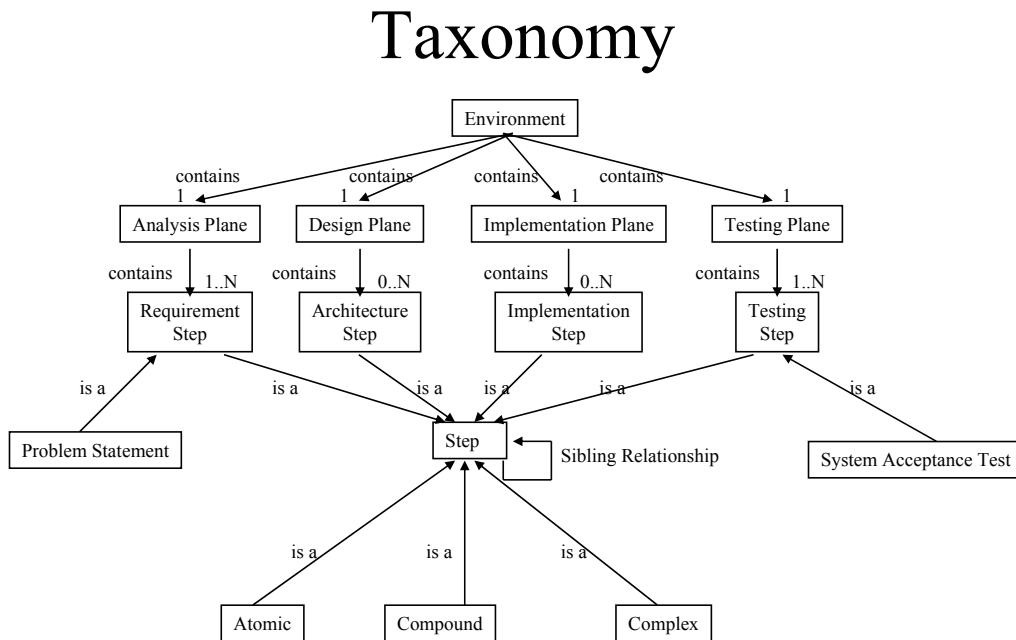 Taxonomy
Environment
contains
contains
contains
contains
1
1
1
1
Analysis Plane
Design Plane
Implementation Plane
Testing Plane
contains
contains
contains
contains
1..N
0..N
0..N
1..N
Requirement
Step
Architecture
Step
Implementation
Step
Testing
Step
is a
is a
is a
is a
is a
is a
Problem Statement
Step
Sibling Relationship
System Acceptance Test
is a
is a
is a
Atomic
Compound
Complex